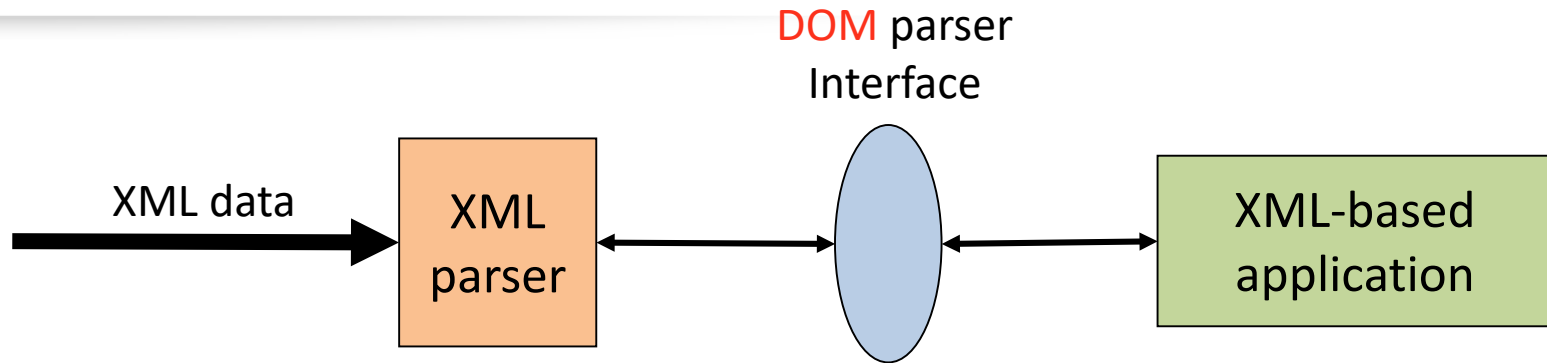 DOM parser
Interface
XML data
XML
parser
XML-based
application